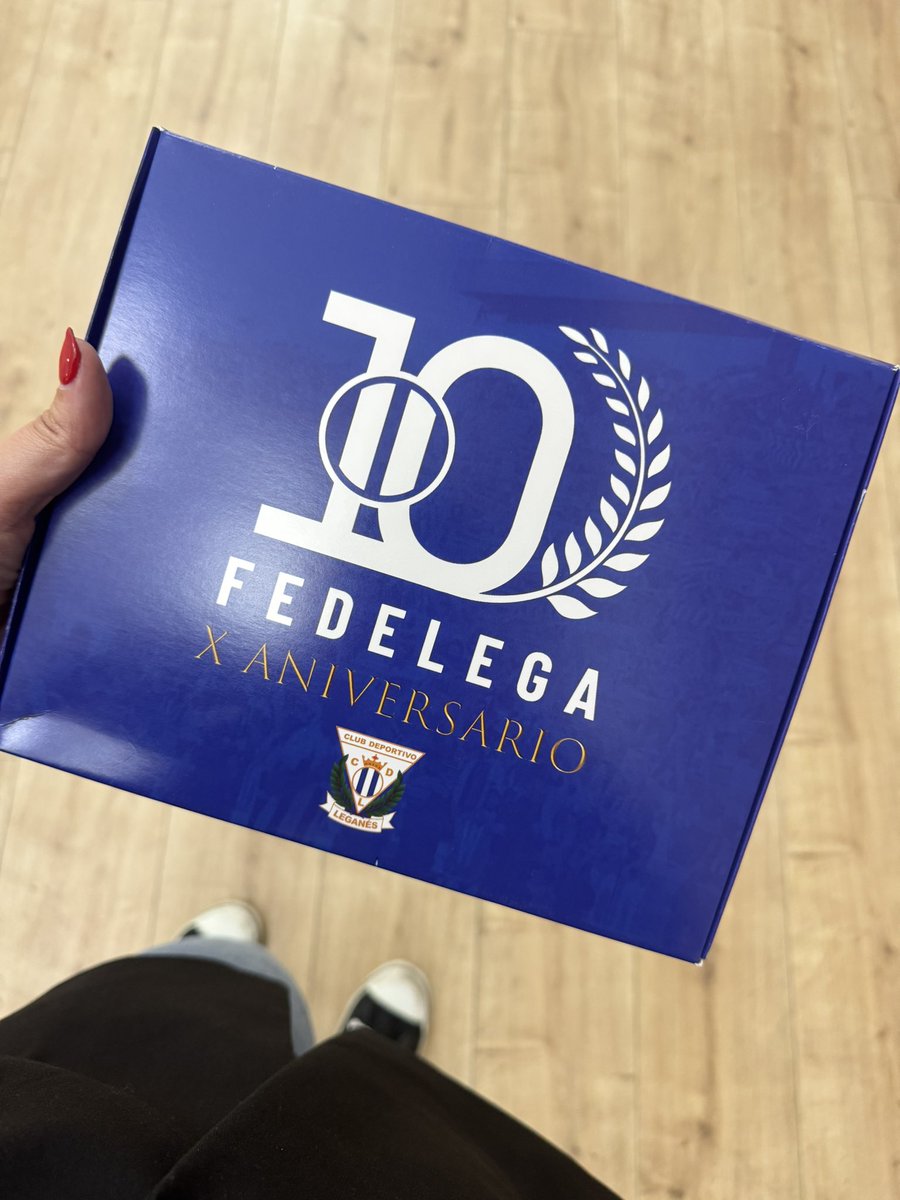 10
FEDELEGA
X ANIVERSARIO
CLUB DEPORTIVO
C D
L
LEGANÉS